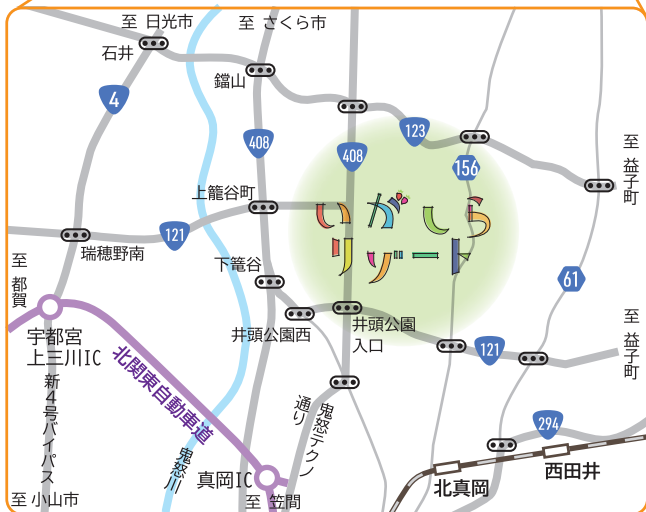 至 日光市
至 さくら市
石井
鐺山
4
408
408
123
156
至 益子町
上籠谷町
いがしら
リゾート
121
瑞穂野南
至 都賀
下篭谷
61
井頭公園西
井頭公園
入口
至 益子町
宇都宮
上三川IC
121
新4号バイパス
北関東自動車道
鬼怒テクノ
通り
294
鬼怒川
真岡IC
西田井
北真岡
至 小山市
至 笠間